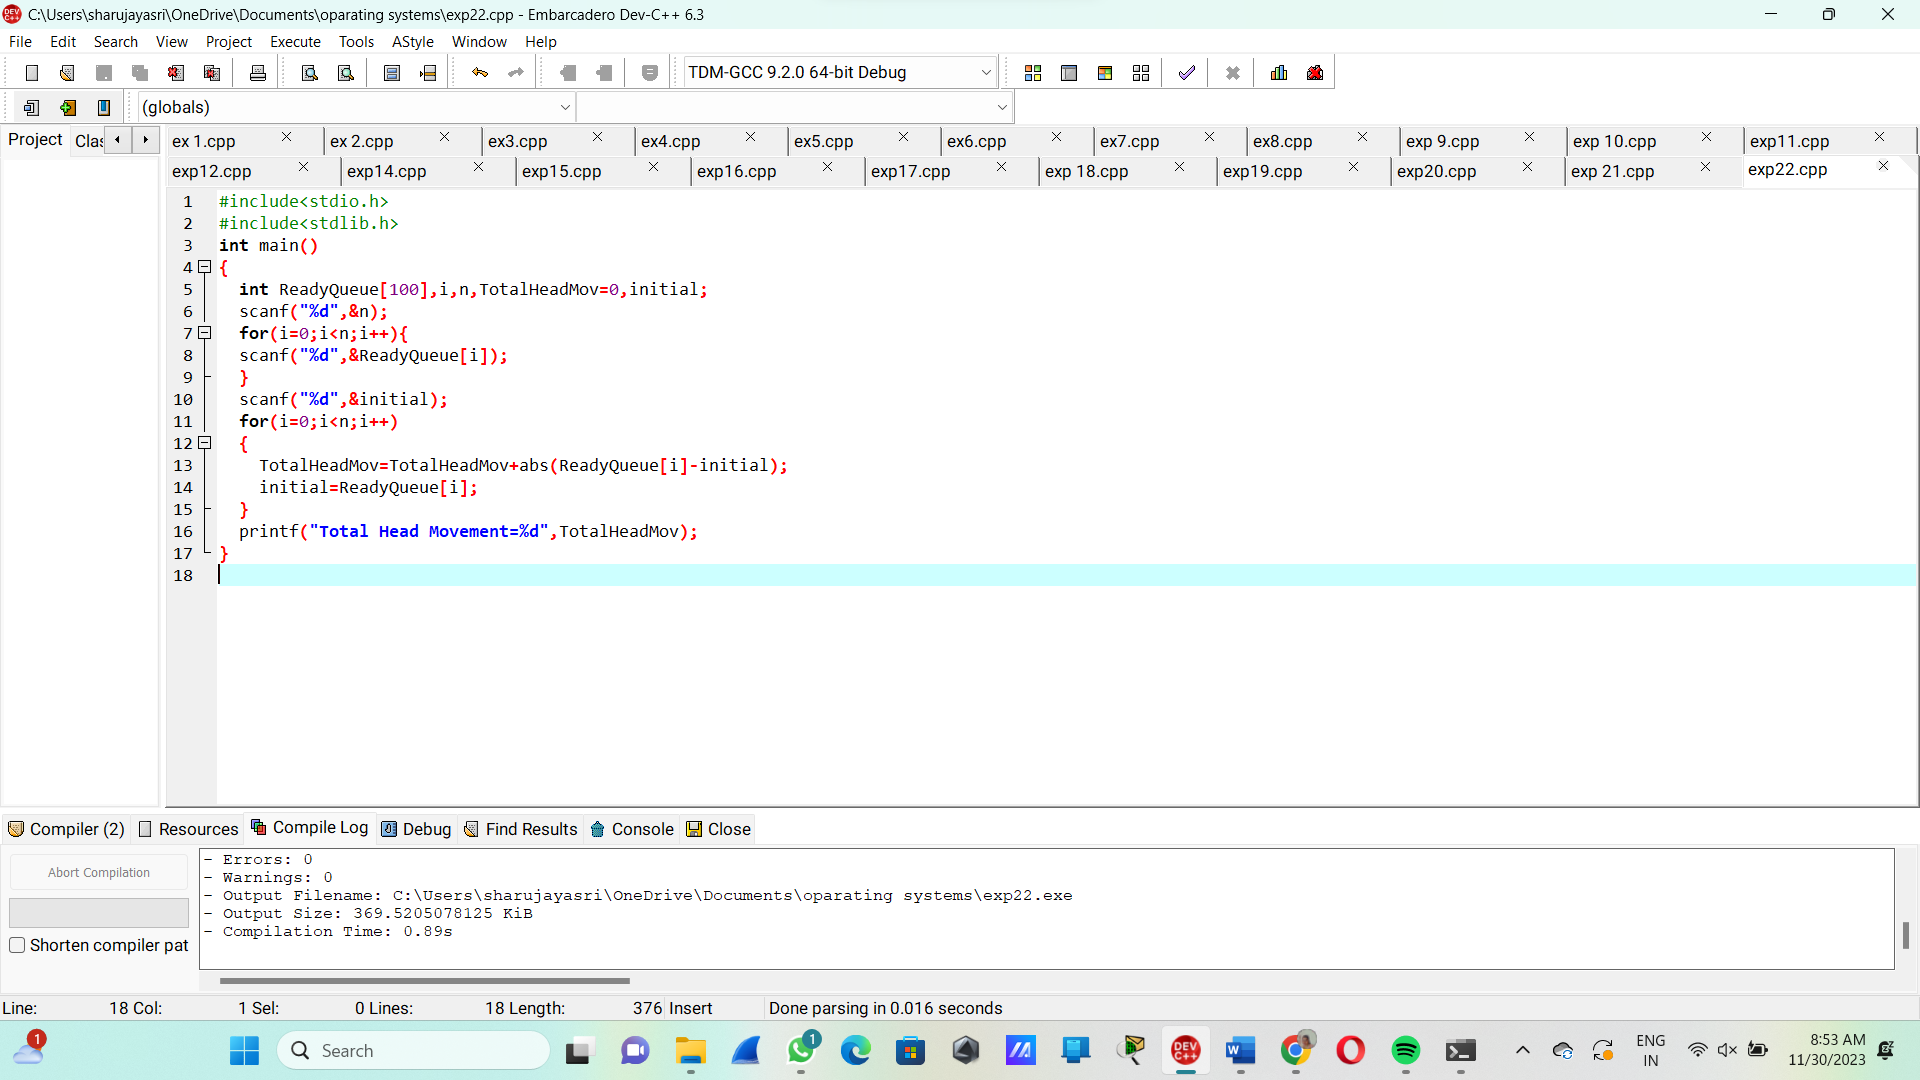 C:\Users\sharujayasri\OneDrive\Documents\oparating systems\exp22.cpp - Embarcadero Dev-C++ 6.3
File Edit Search View Project Execute Tools AStyle Window Help
TDM-GCC 9.2.0 64-bit Debug
(globals)
Project Clas
ex 1.cpp ex 2.cpp ex3.cpp ex4.cpp ex5.cpp ex6.cpp ex7.cpp ex8.cpp exp 9.cpp exp 10.cpp exp11.cpp
exp12.cpp exp14.cpp exp15.cpp exp16.cpp exp17.cpp exp 18.cpp exp19.cpp exp20.cpp exp 21.cpp exp22.cpp
1 #include<stdio.h>
2 #include<stdlib.h>
3 int main()
4 {
5 int ReadyQueue[100],i,n,TotalHeadMov=0,initial;
6 scanf("%d",&n);
7 for(i=0;i<n;i++){
8 scanf("%d",&ReadyQueue[i]);
9 }
10 scanf("%d",&initial);
11 for(i=0;i<n;i++)
12 {
13 TotalHeadMov=TotalHeadMov+abs(ReadyQueue[i]-initial);
14 initial=ReadyQueue[i];
15 }
16 printf("Total Head Movement=%d",TotalHeadMov);
17 }
18
Compiler (2) Resources Compile Log Debug Find Results Console Close
Abort Compilation
Shorten compiler pat
- Errors: 0
- Warnings: 0
- Output Filename: C:\Users\sharujayasri\OneDrive\Documents\oparating systems\exp22.exe
- Output Size: 369.5205078125 KiB
- Compilation Time: 0.89s
Line: 18 Col: 1 Sel: 0 Lines: 18 Length: 376 Insert Done parsing in 0.016 seconds
1
Search
1
DEV C++
W
ENG
IN
8:53 AM
11/30/2023